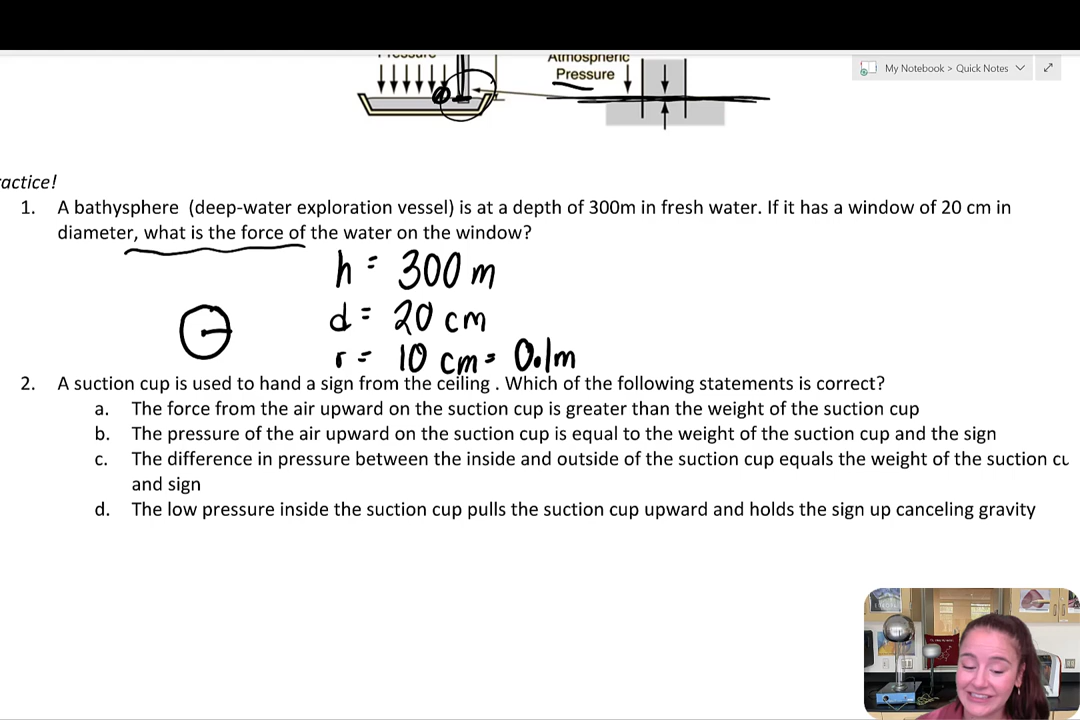 Atmospheric
Pressure
My Notebook > Quick Notes
actice!
1. A bathysphere (deep-water exploration vessel) is at a depth of 300m in fresh water. If it has a window of 20 cm in
diameter, what is the force of the water on the window?
h = 300 m
d = 20 cm
r = 10 cm = 0.1m
2. A suction cup is used to hand a sign from the ceiling . Which of the following statements is correct?
a. The force from the air upward on the suction cup is greater than the weight of the suction cup
b. The pressure of the air upward on the suction cup is equal to the weight of the suction cup and the sign
c. The difference in pressure between the inside and outside of the suction cup equals the weight of the suction cu
and sign
d. The low pressure inside the suction cup pulls the suction cup upward and holds the sign up canceling gravity